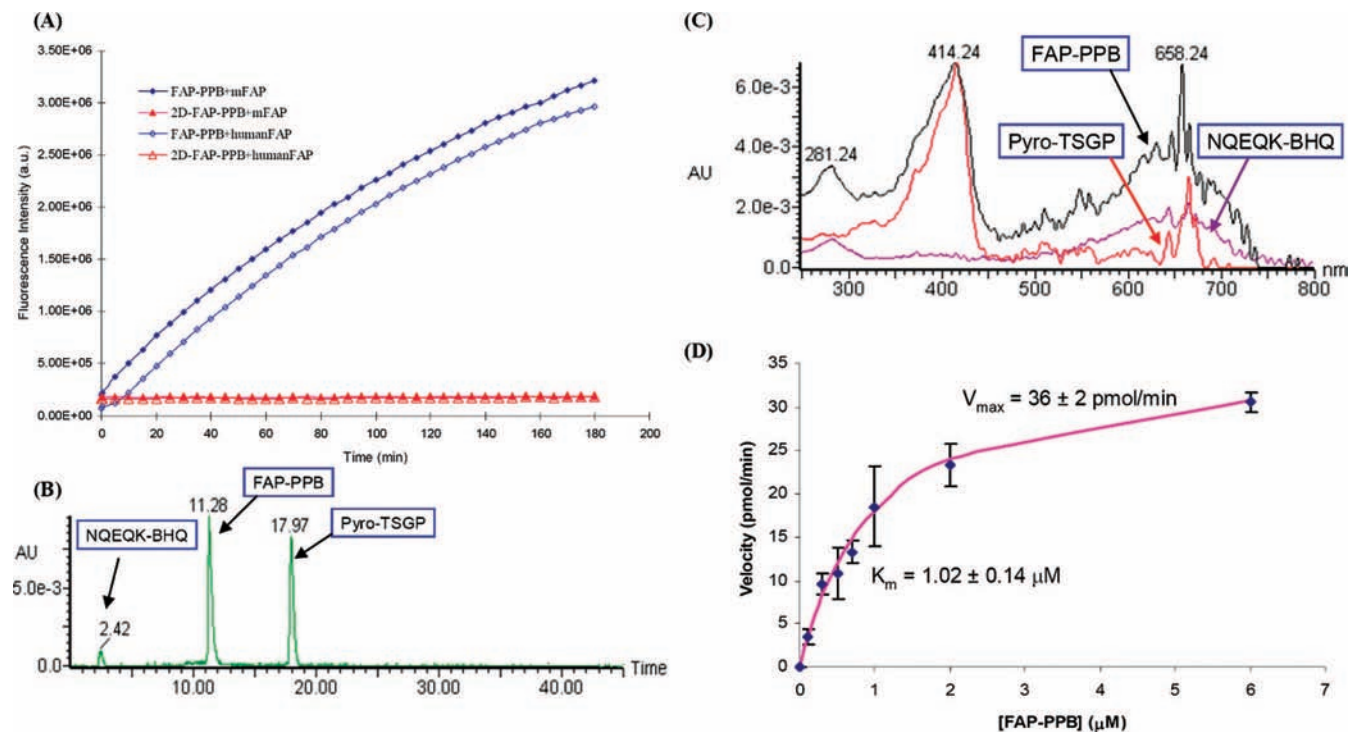 (A)
3.50E+06
3.00E+06
2.50E+06
2.00E+06
1.50E+06
1.00E+06
5.00E+05
0.00E+00
Fluorescence Intensity (a.u.)
FAP-PPB+mFAP
2D-FAP-PPB+mFAP
FAP-PPB+humanFAP
2D-FAP-PPB+humanFAP
0 20 40 60 80 100 120 140 160 180 200
Time (min)
(B)
NQEQK-BHQ
FAP-PPB
Pyro-TSGP
2.42
11.28
17.97
AU
5.0e-3
0.0
10.00 20.00 30.00 40.00
Time
(C)
414.24
FAP-PPB
658.24
6.0e-3
Pyro-TSGP
NQEQK-BHQ
281.24
4.0e-3
AU
2.0e-3
0.0
300 400 500 600 700 800
nm
(D)
35
30
25
20
15
10
5
0
Velocity (pmol/min)
Vmax = 36 ± 2 pmol/min
Km = 1.02 ± 0.14 μM
0 1 2 3 4 5 6 7
[FAP-PPB] (μM)